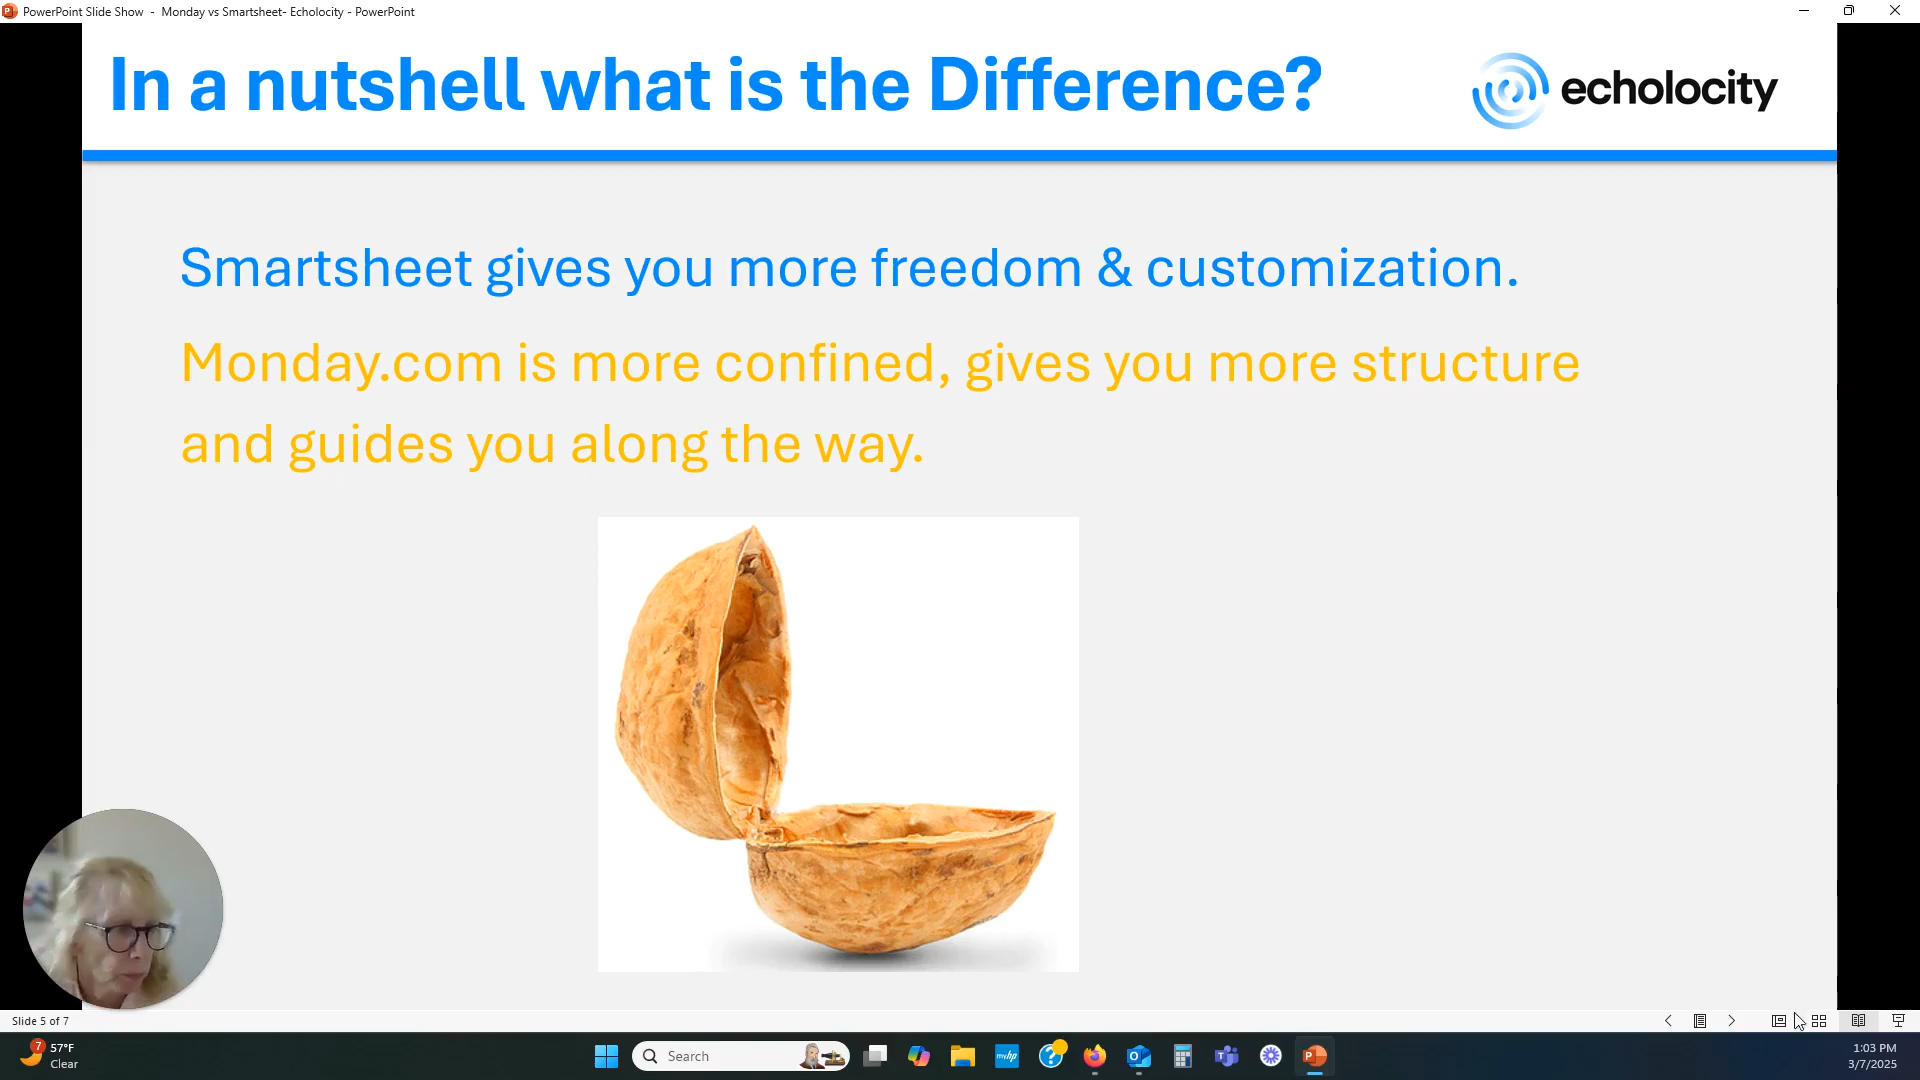 PowerPoint Slide Show - Monday vs Smartsheet- Echolocity - PowerPoint
In a nutshell what is the Difference?
echolocity
Smartsheet gives you more freedom & customization.
Monday.com is more confined, gives you more structure
and guides you along the way.
Slide 5 of 7
7
57°F
Clear
Search
myhp
1:03 PM
3/7/2025